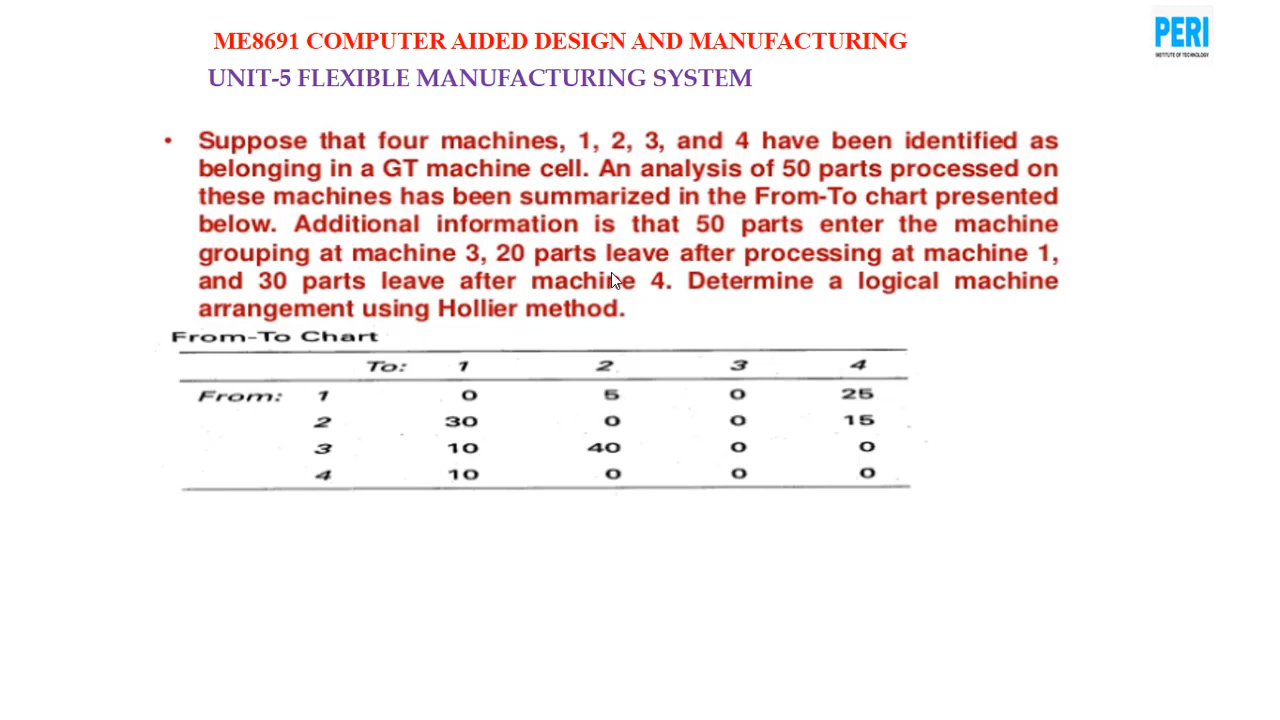 ME8691 COMPUTER AIDED DESIGN AND MANUFACTURING
PERI
INSTITUTE OF TECHNOLOGY
UNIT-5 FLEXIBLE MANUFACTURING SYSTEM
• Suppose that four machines, 1, 2, 3, and 4 have been identified as
belonging in a GT machine cell. An analysis of 50 parts processed on
these machines has been summarized in the From-To chart presented
below. Additional information is that 50 parts enter the machine
grouping at machine 3, 20 parts leave after processing at machine 1,
and 30 parts leave after machine 4. Determine a logical machine
arrangement using Hollier method.
From-To Chart
To: 1 2 3 4
From: 1 0 5 0 25
2 30 0 0 15
3 10 40 0 0
4 10 0 0 0